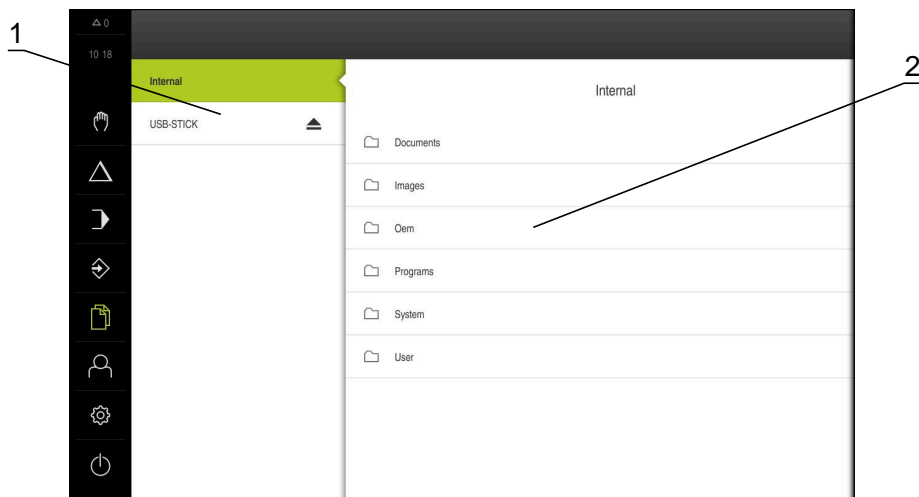 1
0
10 18
Internal
USB-STICK
Internal
2
Documents
Images
Oem
Programs
System
User